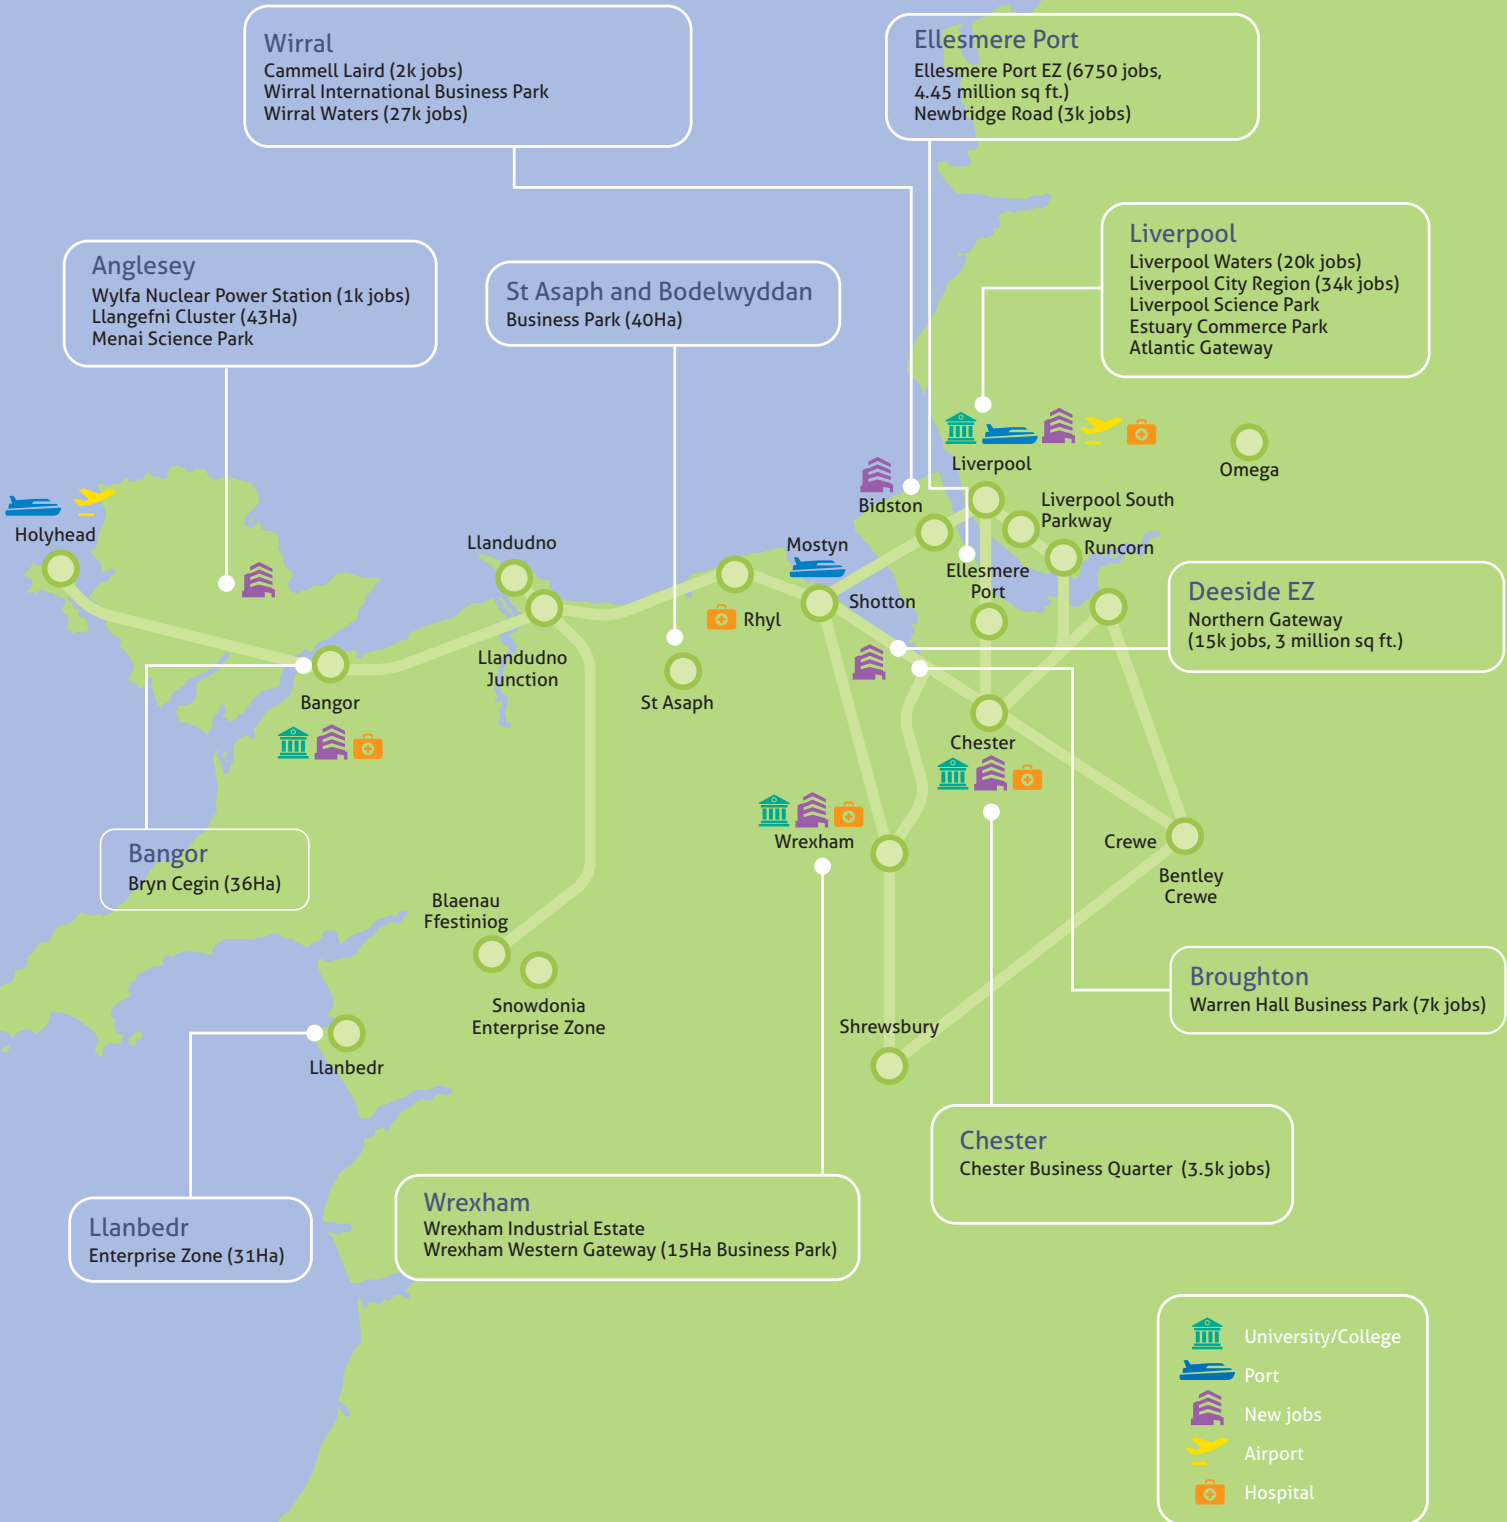 Wirral
Cammell Laird (2k jobs)
Wirral International Business Park
Wirral Waters (27k jobs)
Ellesmere Port
Ellesmere Port EZ (6750 jobs,
4.45 million sq ft.)
Newbridge Road (3k jobs)
Anglesey
Wylfa Nuclear Power Station (1k jobs)
Llangefni Cluster (43Ha)
Menai Science Park
St Asaph and Bodelwyddan
Business Park (40Ha)
Liverpool
Liverpool Waters (20k jobs)
Liverpool City Region (34k jobs)
Liverpool Science Park
Estuary Commerce Park
Atlantic Gateway
Liverpool
Omega
Bidston
Liverpool South
Parkway
Holyhead
Llandudno
Mostyn
Runcorn
Ellesmere
Port
Shotton
Rhyl
Deeside EZ
Northern Gateway
(15k jobs, 3 million sq ft.)
Llandudno
Junction
Bangor
St Asaph
Chester
Wrexham
Crewe
Bentley
Crewe
Bangor
Bryn Cegin (36Ha)
Blaenau
Ffestiniog
Snowdonia
Enterprise Zone
Shrewsbury
Broughton
Warren Hall Business Park (7k jobs)
Llanbedr
Chester
Chester Business Quarter (3.5k jobs)
Wrexham
Wrexham Industrial Estate
Wrexham Western Gateway (15Ha Business Park)
Llanbedr
Enterprise Zone (31Ha)
University/College
Port
New jobs
Airport
Hospital